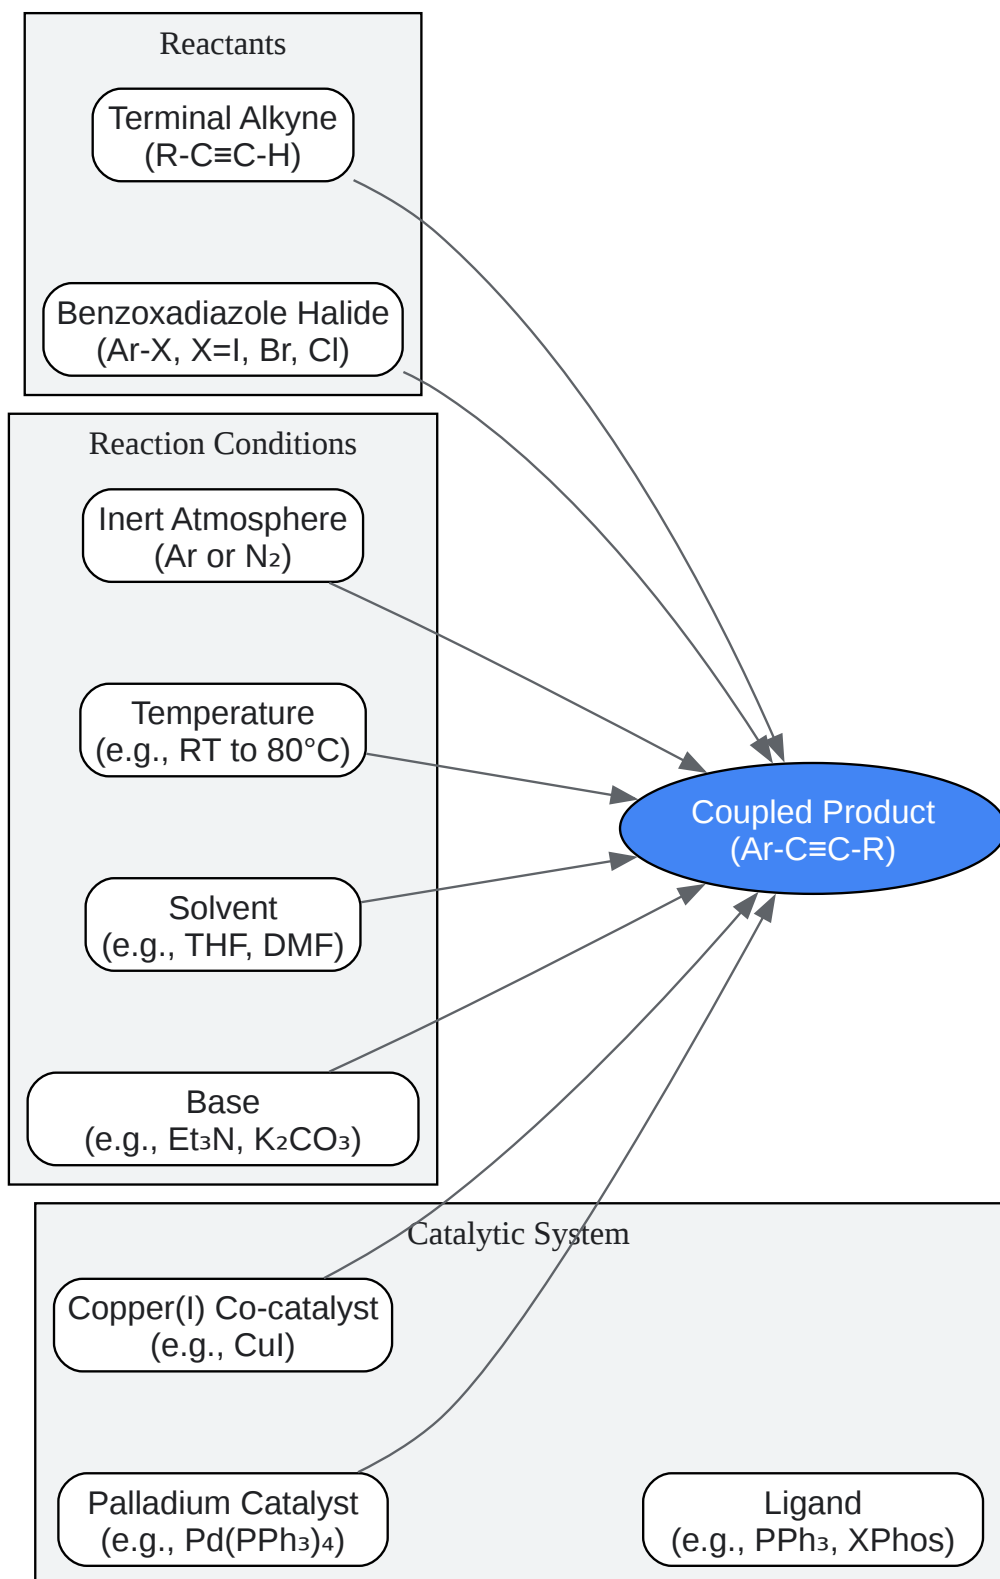 Reactants
Terminal Alkyne
(R-C≡C-H)
Benzoxadiazole Halide
(Ar-X, X=I, Br, Cl)
Reaction Conditions
Inert Atmosphere
(Ar or N₂)
Temperature
(e.g., RT to 80°C)
Solvent
(e.g., THF, DMF)
Base
(e.g., Et₃N, K₂CO₃)
Coupled Product
(Ar-C≡C-R)
Catalytic System
Copper(I) Co-catalyst
(e.g., CuI)
Palladium Catalyst
(e.g., Pd(PPh₃)₄)
Ligand
(e.g., PPh₃, XPhos)